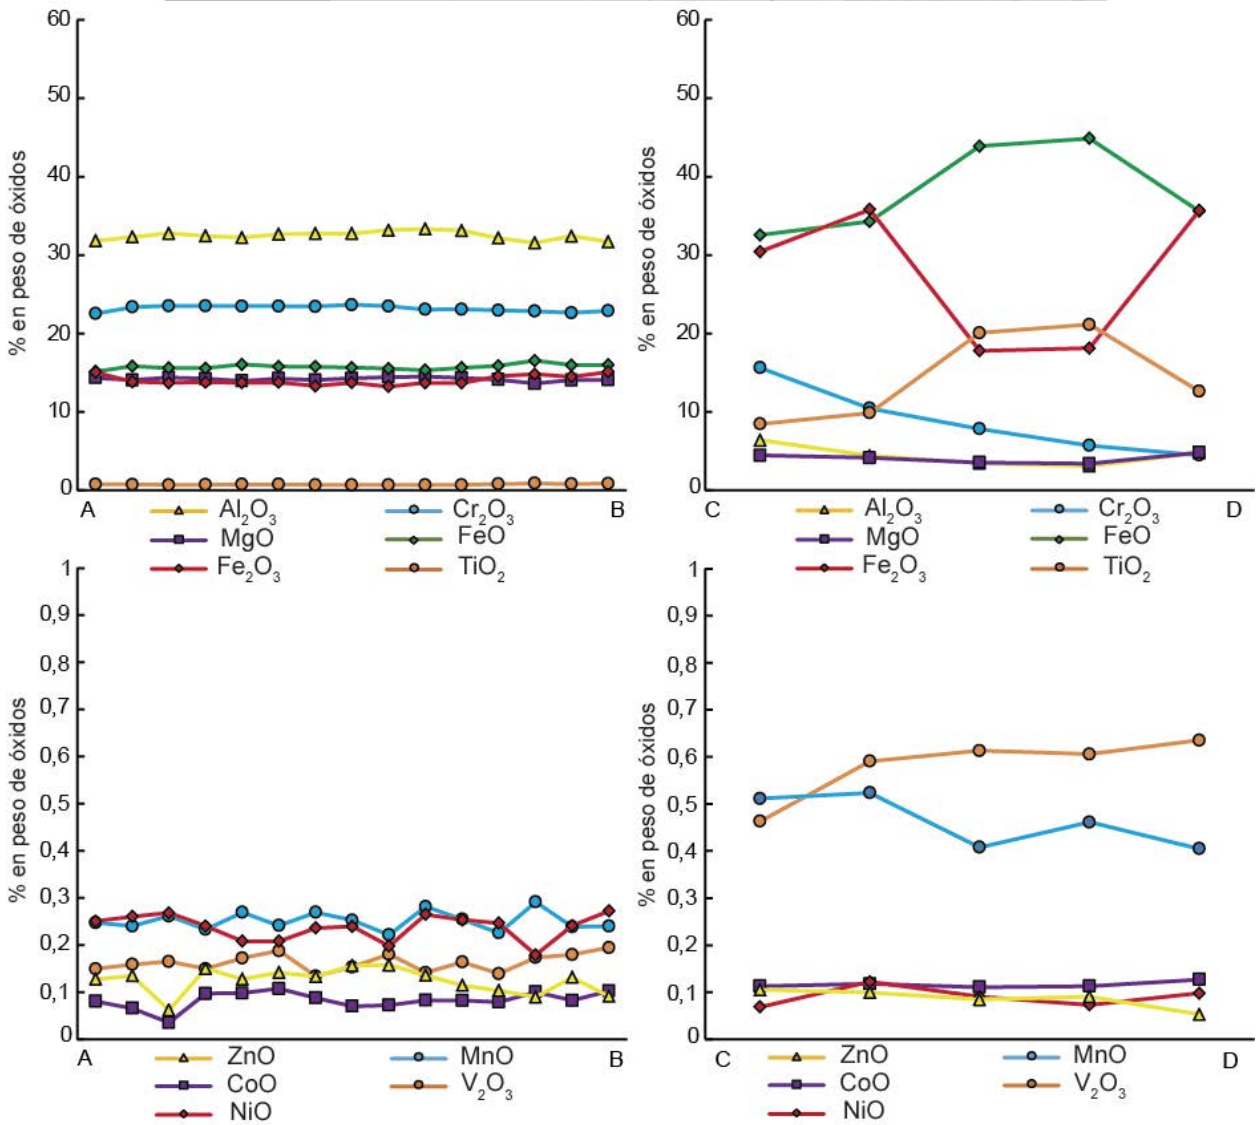 60
50
40
30
20
10
0
% en peso de óxidos
A B
Al2O3 Cr2O3
MgO FeO
Fe2O3 TiO2
60
50
40
30
20
10
0
% en peso de óxidos
C D
Al2O3 Cr2O3
MgO FeO
Fe2O3 TiO2
1
0,9
0,8
0,7
0,6
0,5
0,4
0,3
0,2
0,1
0
% en peso de óxidos
A B
ZnO MnO
CoO V2O3
NiO
1
0,9
0,8
0,7
0,6
0,5
0,4
0,3
0,2
0,1
0
% en peso de óxidos
C D
ZnO MnO
CoO V2O3
NiO